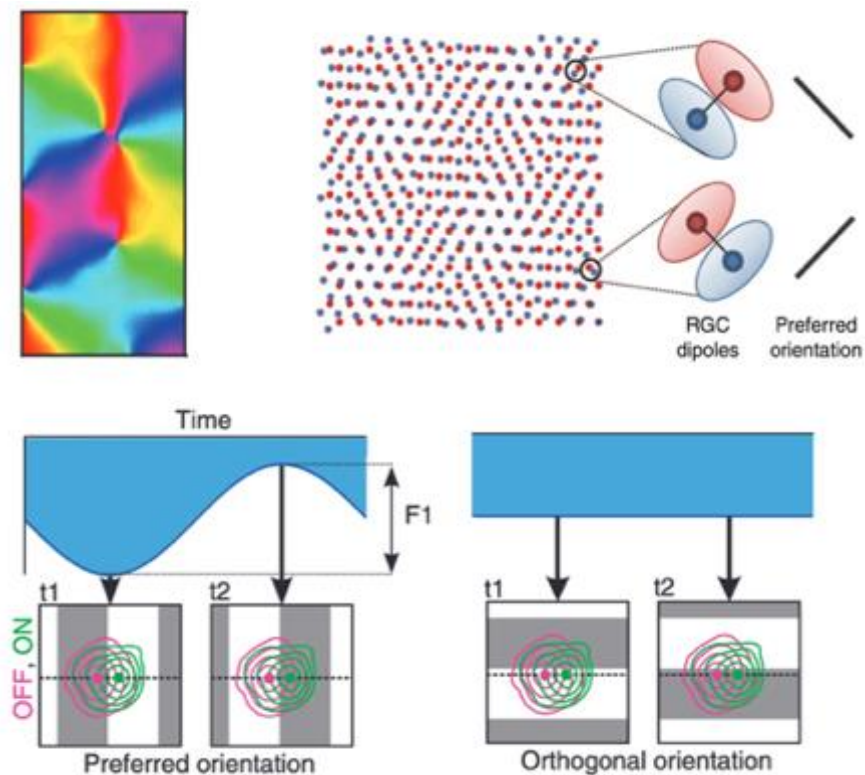 RGC
dipoles
Preferred
orientation
Time
F1
t1
t2
OFF, ON
Preferred orientation
t1
t2
Orthogonal orientation